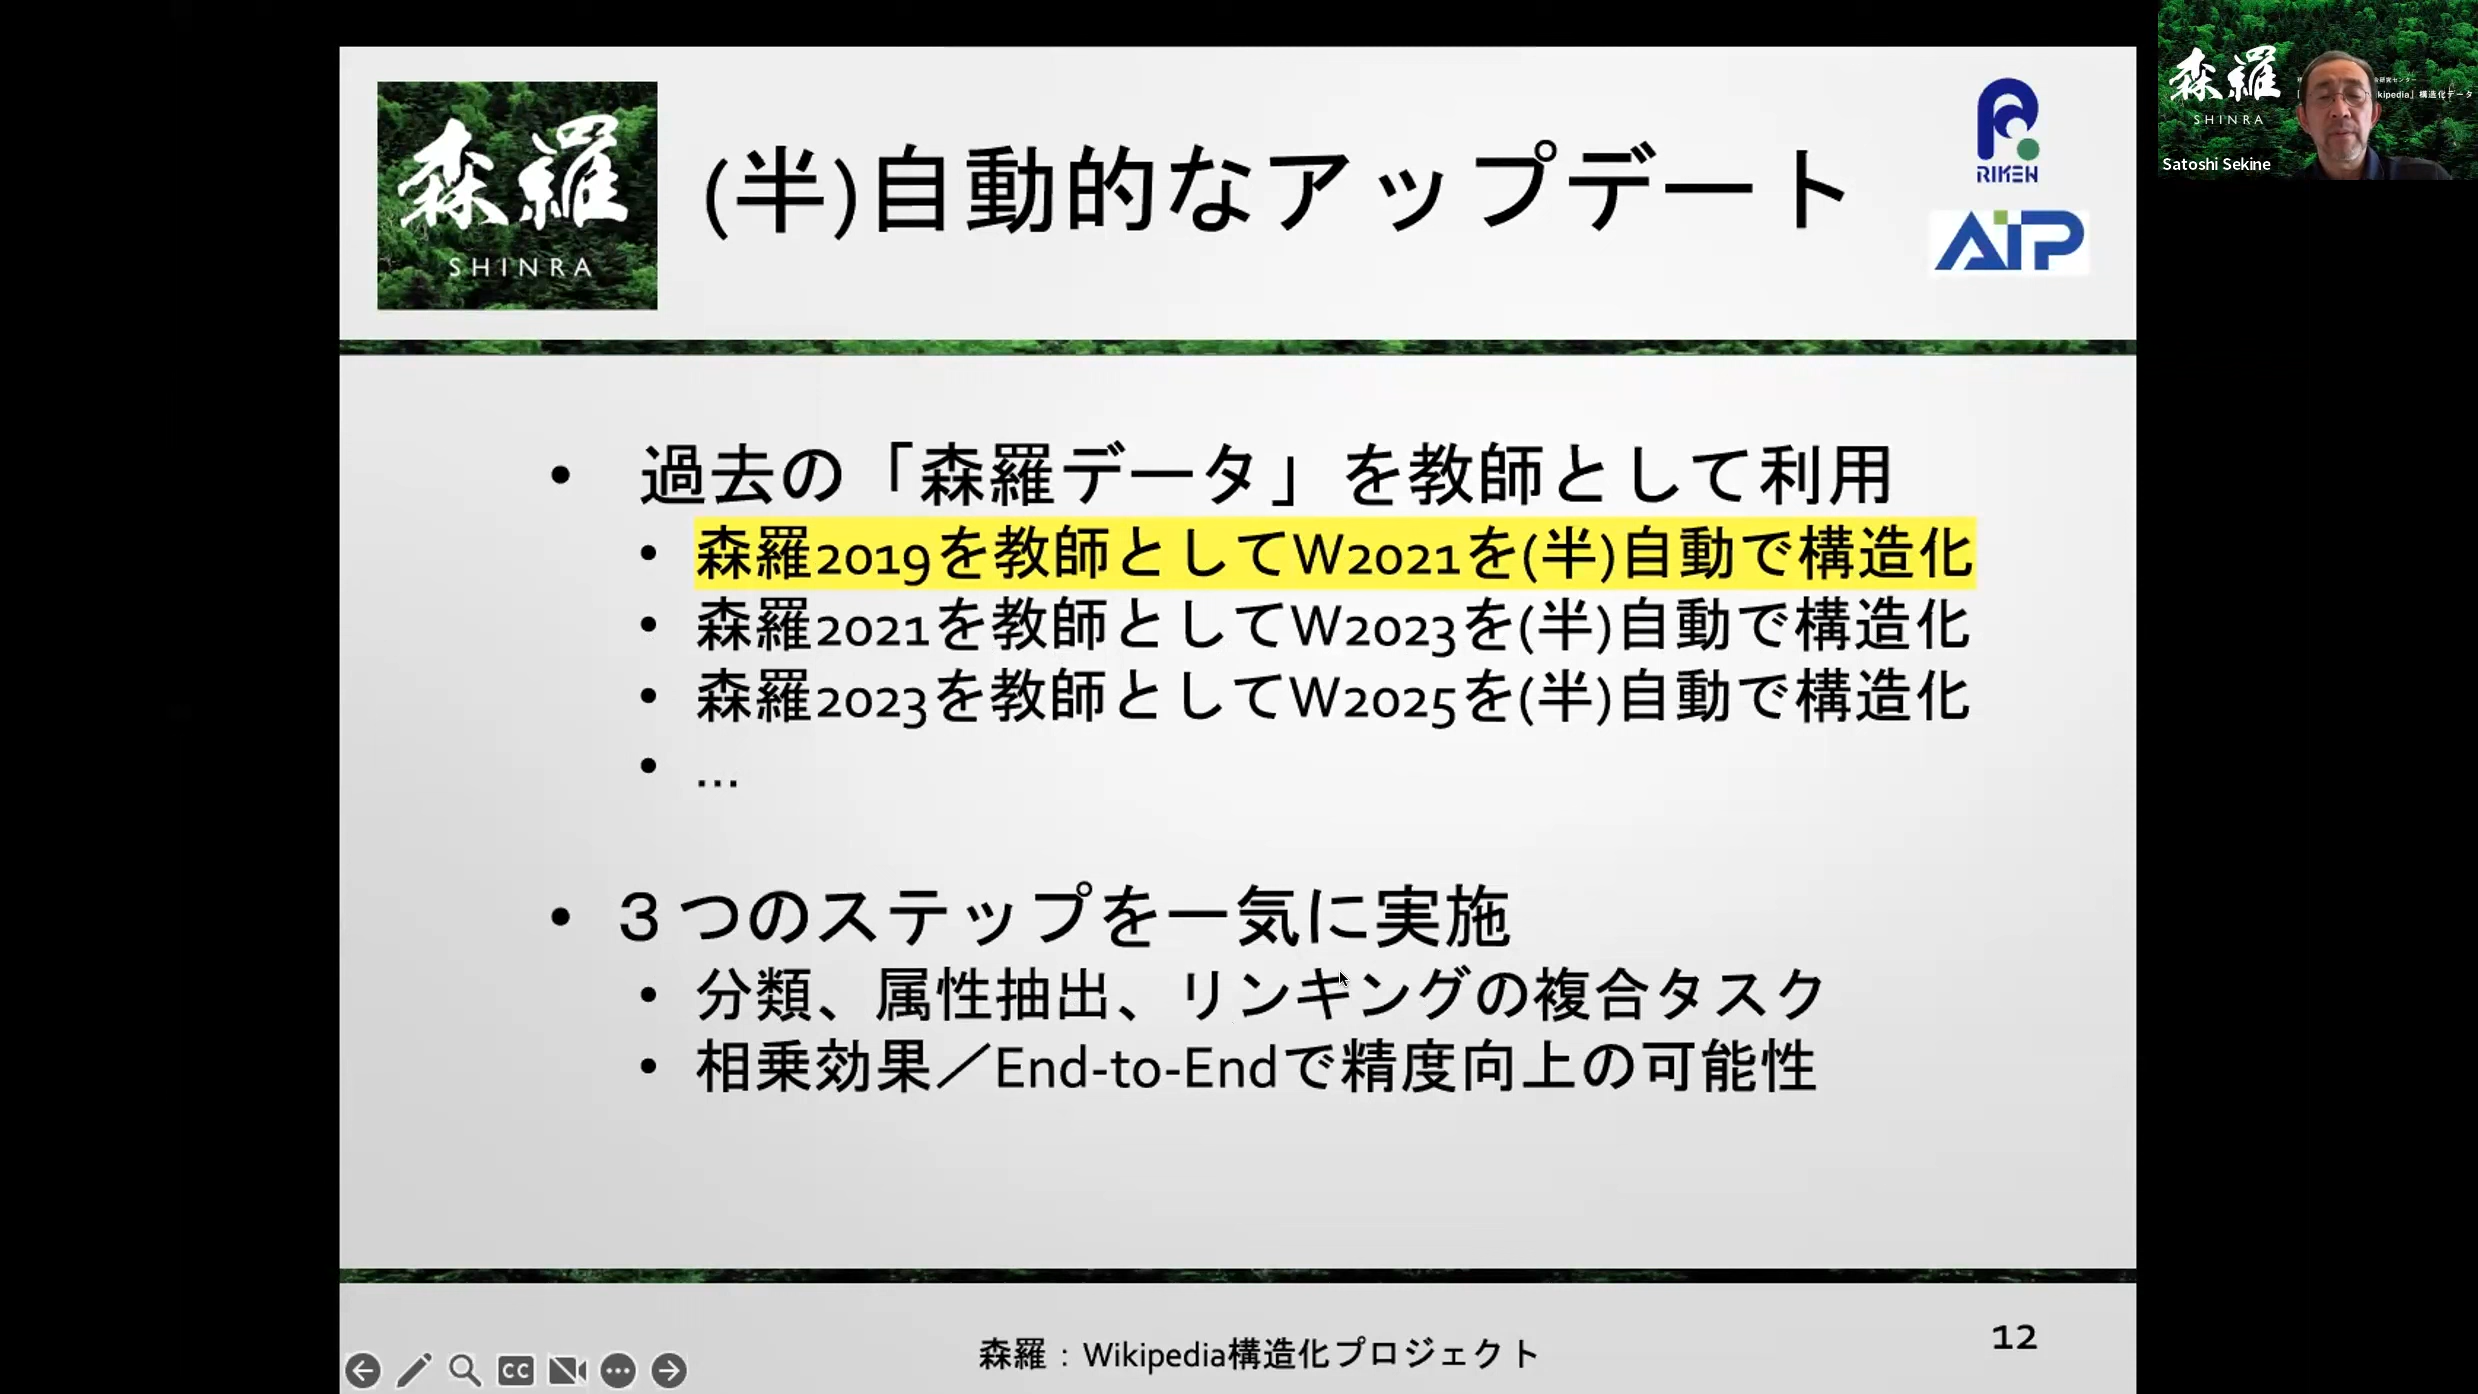 森羅
SHINRA
(半)自動的なアップデート
RIKEN
AIP
• 過去の「森羅データ」を教師として利用
• 森羅2019を教師としてW2021を(半)自動で構造化
• 森羅2021を教師としてW2023を(半)自動で構造化
• 森羅2023を教師としてW2025を(半)自動で構造化
• ...
• 3つのステップを一気に実施
• 分類、属性抽出、リンキングの複合タスク
• 相乗効果／End-to-Endで精度向上の可能性
森羅：Wikipedia構造化プロジェクト
12
CC
森羅
SHINRA
kipedia」構造化データ
Satoshi Sekine